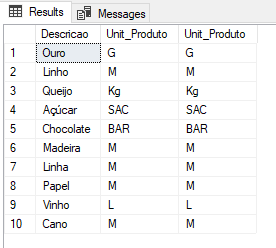 Results Messages
Descricao Unit_Produto Unit_Produto
1 Ouro G G
2 Linho M M
3 Queijo Kg Kg
4 Açúcar SAC SAC
5 Chocolate BAR BAR
6 Madeira M M
7 Linha M M
8 Papel M M
9 Vinho L L
10 Cano M M